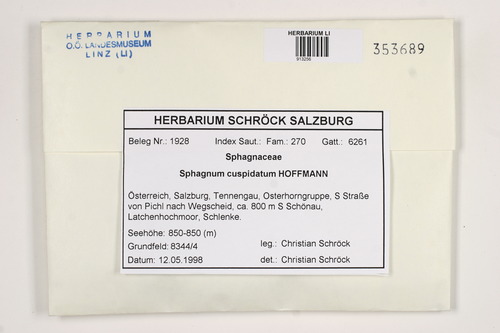 HERBARIUM
O.Ö. LANDESMUSEUM
LINZ (LI)
HERBARIUM LI
913256
353689
HERBARIUM SCHRÖCK SALZBURG
Beleg Nr.: 1928 Index Saut.: Fam.: 270 Gatt.: 6261
Sphagnaceae
Sphagnum cuspidatum HOFFMANN
Österreich, Salzburg, Tennengau, Osterhorngruppe, S Straße
von Pichl nach Wegscheid, ca. 800 m S Schönau,
Latchenhochmoor, Schlenke.
Seehöhe: 850-850 (m)
Grundfeld: 8344/4 leg.: Christian Schröck
Datum: 12.05.1998 det.: Christian Schröck